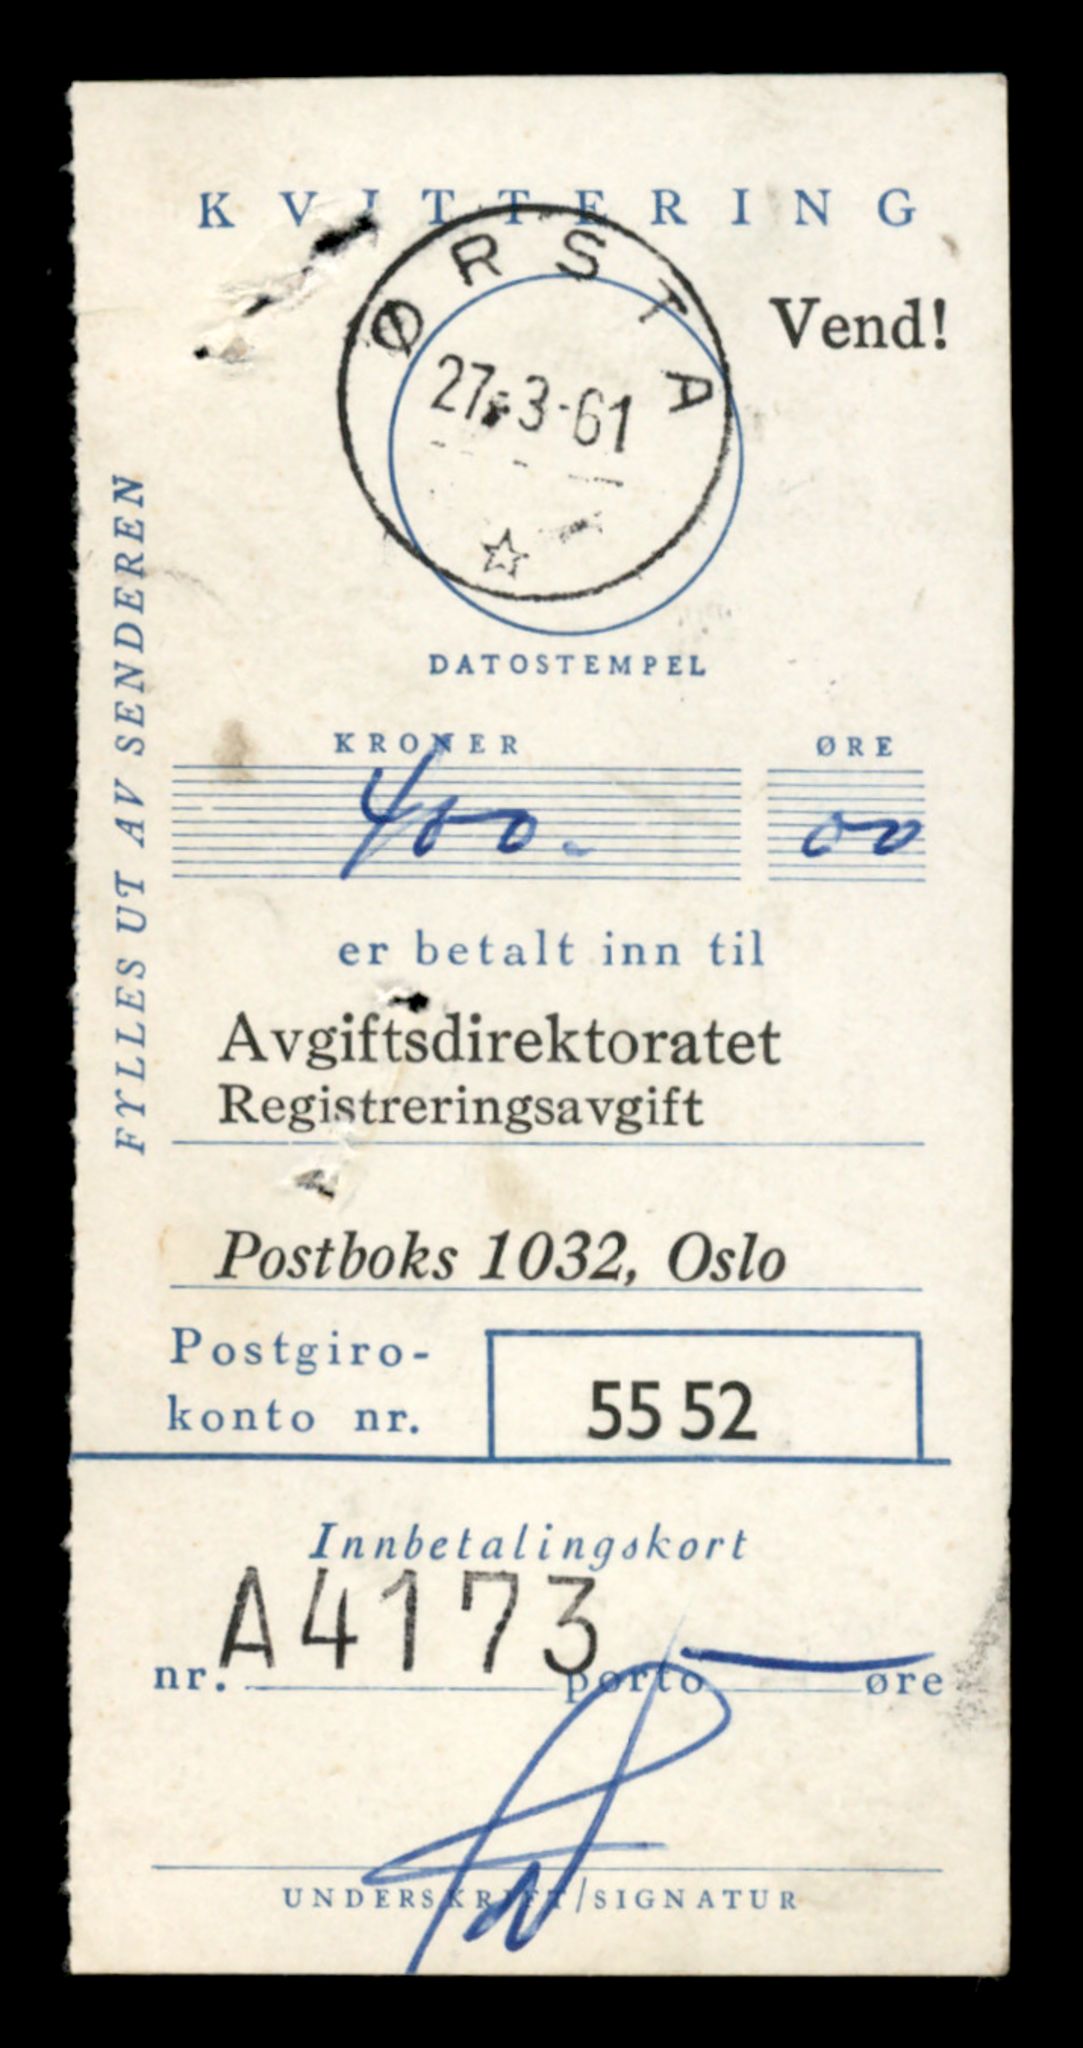 KVITTERING
ØRSTA
Vend!
27.-3-61
DATOSTEMPEL
FYLLES UT AV SENDEREN
KRONER ØRE
400.- 00
er betalt inn til
Avgiftsdirektoratet
Registreringsavgift
Postboks 1032, Oslo
Postgiro-
konto nr.
55 52
Innbetalingskort
nr. A4173 porto — øre
UNDERSKRIFT/SIGNATUR